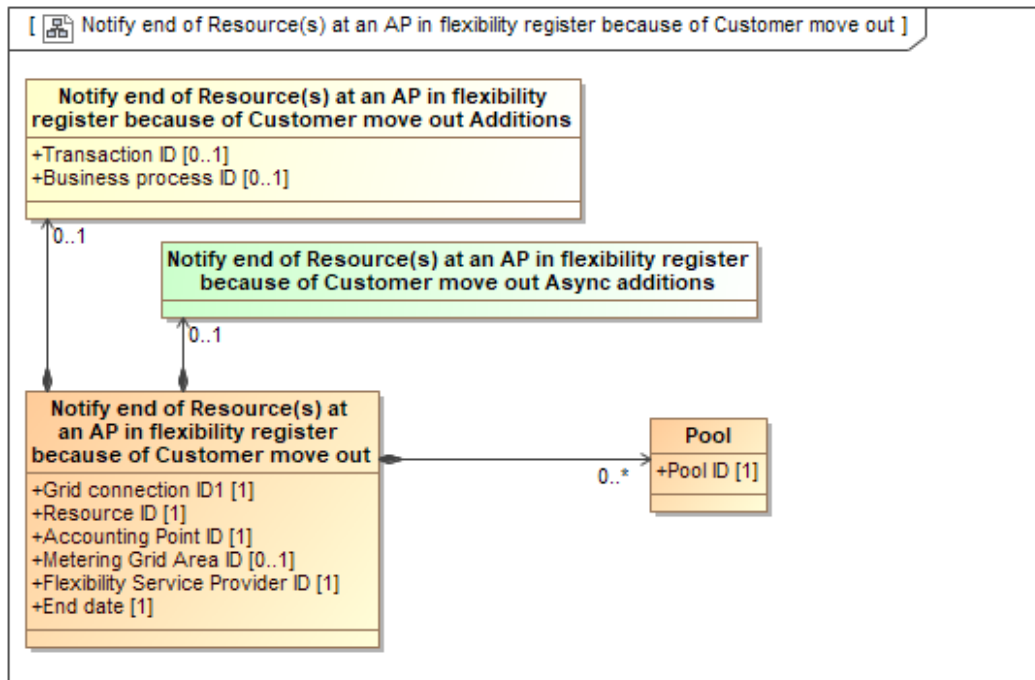 [ Notify end of Resource(s) at an AP in flexibility register because of Customer move out ]
Notify end of Resource(s) at an AP in flexibility
register because of Customer move out Additions
+Transaction ID [0..1]
+Business process ID [0..1]
0..1
Notify end of Resource(s) at an AP in flexibility register
because of Customer move out Async additions
0..1
Notify end of Resource(s) at
an AP in flexibility register
because of Customer move out
+Grid connection ID1 [1]
+Resource ID [1]
+Accounting Point ID [1]
+Metering Grid Area ID [0..1]
+Flexibility Service Provider ID [1]
+End date [1]
0..*
Pool
+Pool ID [1]